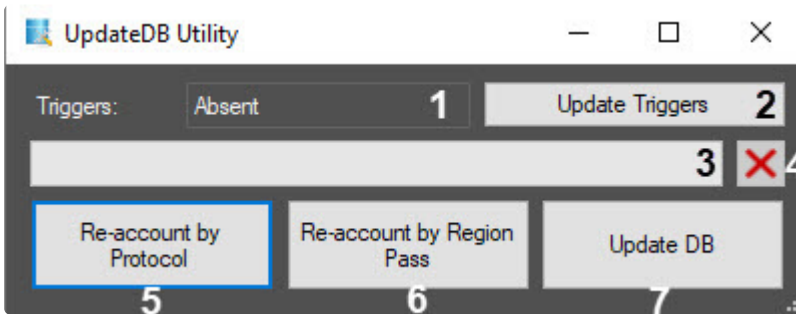 UpdateDB Utility
Triggers: Absent 1 Update Triggers 2
3 4
Re-account by Protocol
Re-account by Region Pass
Update DB
5 6 7